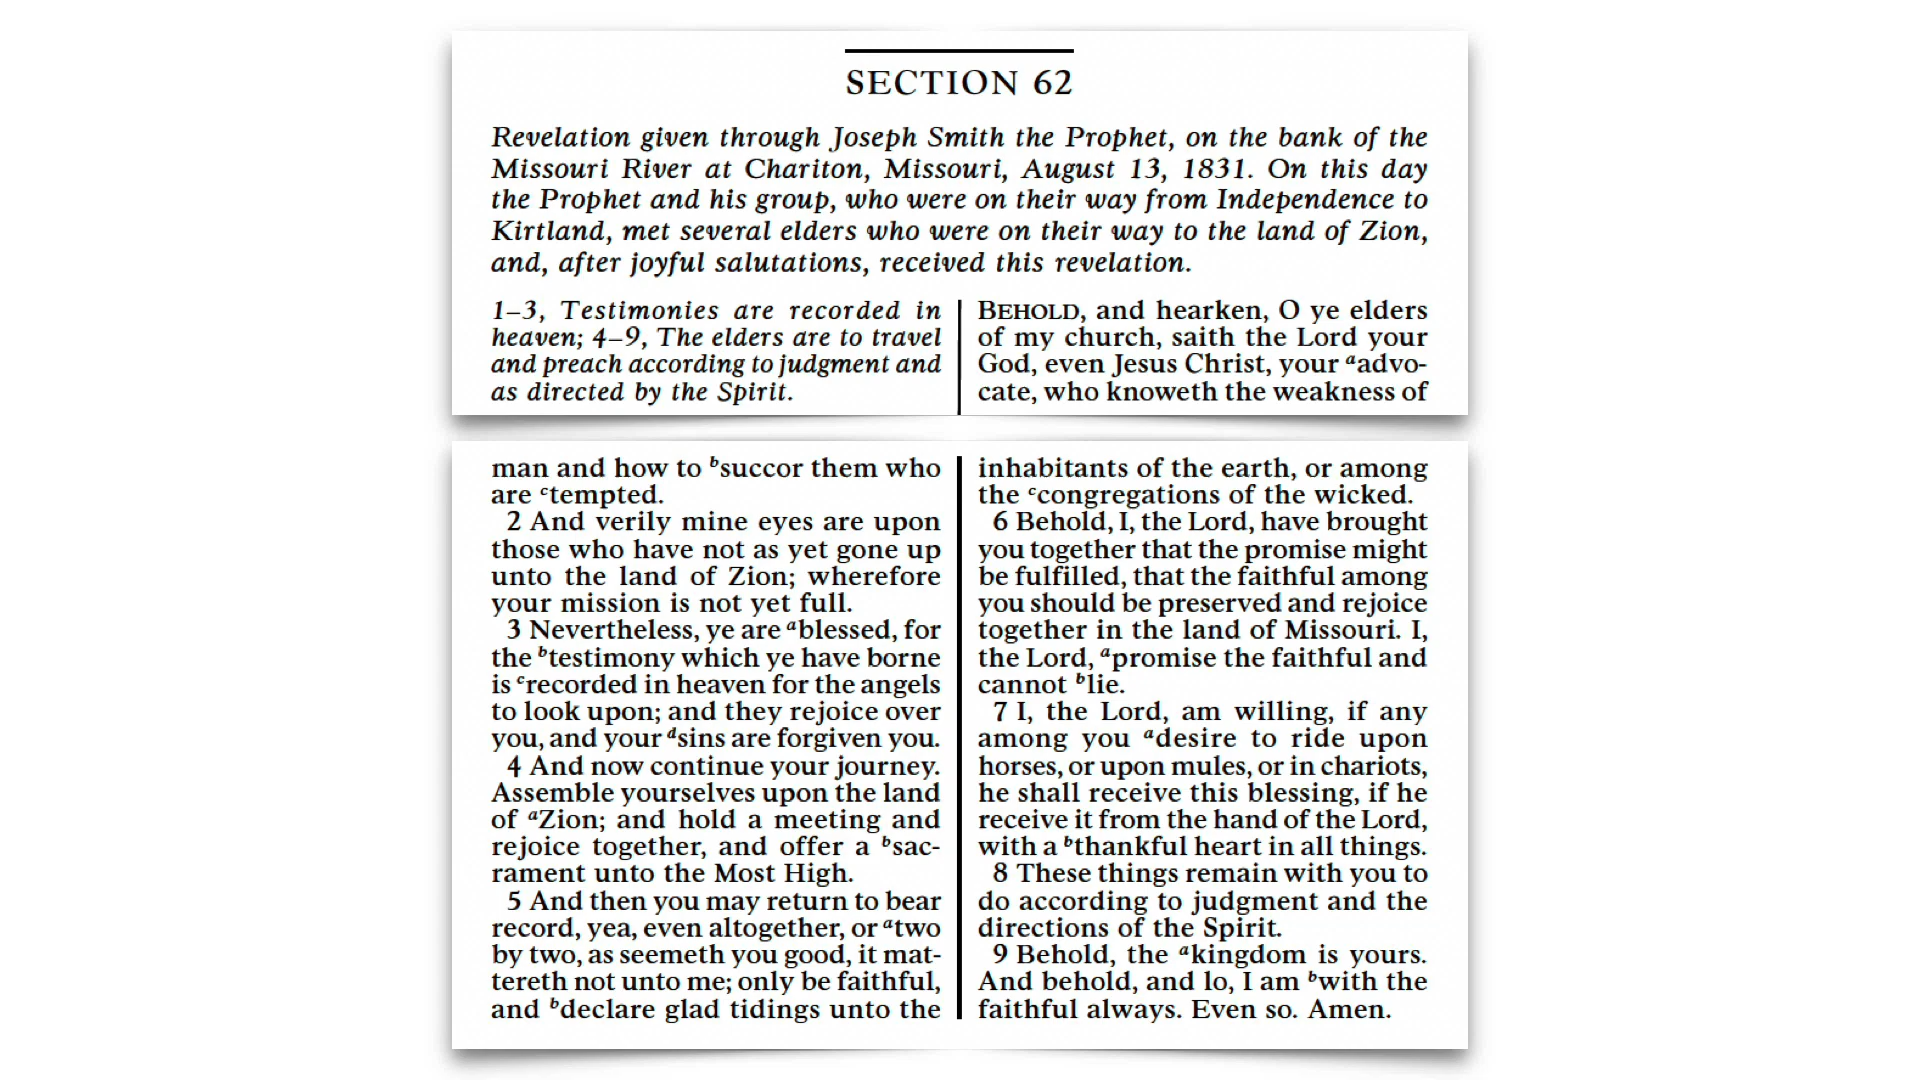 SECTION 62
Revelation given through Joseph Smith the Prophet, on the bank of the
Missouri River at Chariton, Missouri, August 13, 1831. On this day
the Prophet and his group, who were on their way from Independence to
Kirtland, met several elders who were on their way to the land of Zion,
and, after joyful salutations, received this revelation.
1–3, Testimonies are recorded in
heaven; 4–9, The elders are to travel
and preach according to judgment and
as directed by the Spirit.
BEHOLD, and hearken, O ye elders
of my church, saith the Lord your
God, even Jesus Christ, your ᵃadvo-
cate, who knoweth the weakness of
man and how to ᵇsuccor them who
are ᶜtempted.
2 And verily mine eyes are upon
those who have not as yet gone up
unto the land of Zion; wherefore
your mission is not yet full.
3 Nevertheless, ye are ᵃblessed, for
the ᵇtestimony which ye have borne
is ᶜrecorded in heaven for the angels
to look upon; and they rejoice over
you, and your ᵈsins are forgiven you.
4 And now continue your journey.
Assemble yourselves upon the land
of ᵃZion; and hold a meeting and
rejoice together, and offer a ᵇsac-
rament unto the Most High.
5 And then you may return to bear
record, yea, even altogether, or ᵃtwo
by two, as seemeth you good, it mat-
tereth not unto me; only be faithful,
and ᵇdeclare glad tidings unto the
inhabitants of the earth, or among
the ᶜcongregations of the wicked.
6 Behold, I, the Lord, have brought
you together that the promise might
be fulfilled, that the faithful among
you should be preserved and rejoice
together in the land of Missouri. I,
the Lord, ᵃpromise the faithful and
cannot ᵇlie.
7 I, the Lord, am willing, if any
among you ᵃdesire to ride upon
horses, or upon mules, or in chariots,
he shall receive this blessing, if he
receive it from the hand of the Lord,
with a ᵇthankful heart in all things.
8 These things remain with you to
do according to judgment and the
directions of the Spirit.
9 Behold, the ᵃkingdom is yours.
And behold, and lo, I am ᵇwith the
faithful always. Even so. Amen.